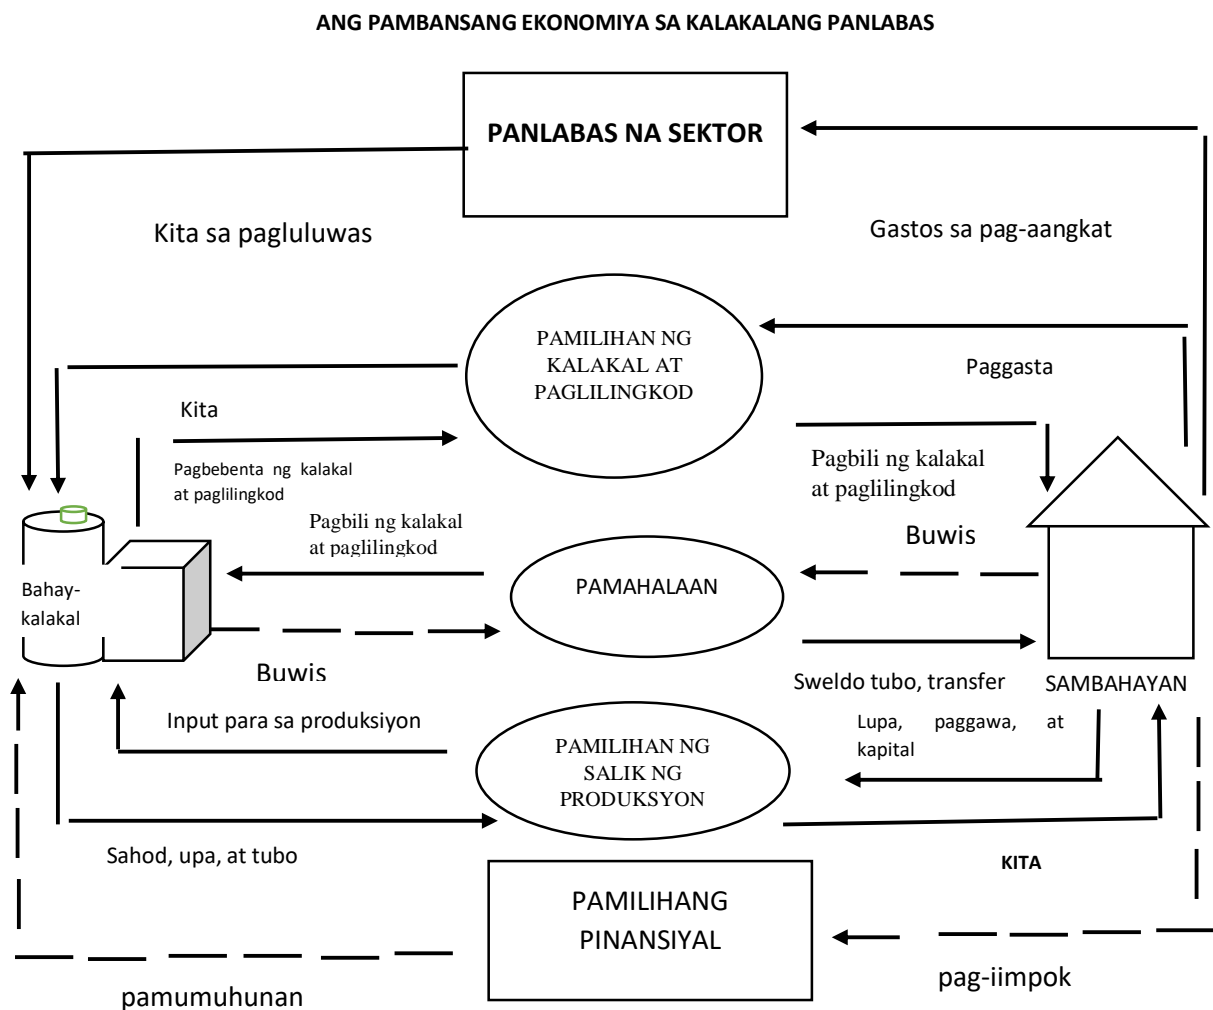 ANG PAMBANSANG EKONOMIYA SA KALAKALANG PANLABAS
PANLABAS NA SEKTOR
Kita sa pagluluwas
Gastos sa pag-aangkat
PAMILIHAN NG
KALAKAL AT
PAGLILINGKOD
Paggasta
Kita
Pagbebenta ng kalakal
at paglilingkod
Pagbili ng kalakal
at paglilingkod
Pagbili ng kalakal
at paglilingkod
Buwis
Bahay-
kalakal
PAMAHALAAN
Buwis
Sweldo tubo, transfer
SAMBAHAYAN
Input para sa produksiyon
Lupa, paggawa, at
kapital
PAMILIHAN NG
SALIK NG
PRODUKSYON
Sahod, upa, at tubo
KITA
PAMILIHANG
PINANSIYAL
pamumuhunan
pag-iimpok